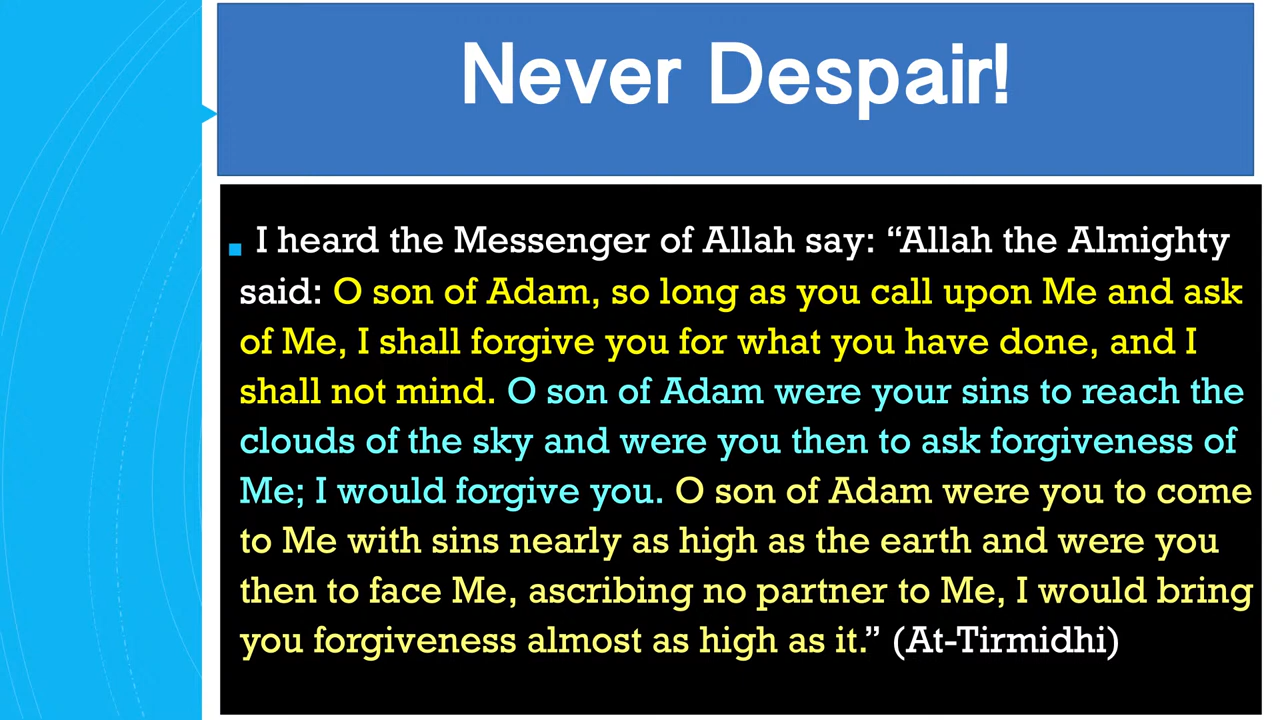 Never Despair!
▪ I heard the Messenger of Allah say: “Allah the Almighty
said: O son of Adam, so long as you call upon Me and ask
of Me, I shall forgive you for what you have done, and I
shall not mind. O son of Adam were your sins to reach the
clouds of the sky and were you then to ask forgiveness of
Me; I would forgive you. O son of Adam were you to come
to Me with sins nearly as high as the earth and were you
then to face Me, ascribing no partner to Me, I would bring
you forgiveness almost as high as it.” (At-Tirmidhi)